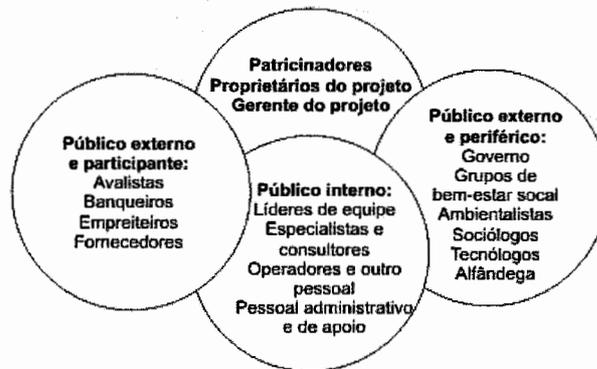 Patricinadores
Proprietários do projeto
Gerente do projeto
Público externo
e participante:
Avalistas
Banqueiros
Empreiteiros
Fornecedores
Público interno:
Líderes de equipe
Especialistas e
consultores
Operadores e outro
pessoal
Pessoal administrativo
e de apoio
Público externo
e periférico:
Governo
Grupos de
bem-estar socal
Ambientalistas
Sociólogos
Tecnólogos
Alfândega